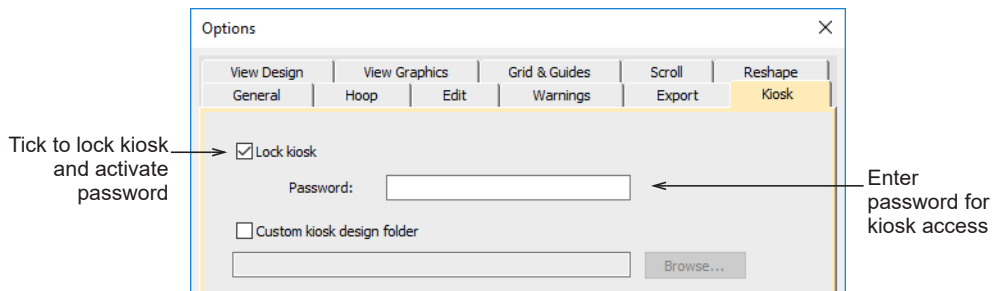 Options
View Design
View Graphics
Grid & Guides
Scroll
Reshape
General
Hoop
Edit
Warnings
Export
Kiosk
Tick to lock kiosk
and activate
password
Lock kiosk
Password:
Enter
password for
kiosk access
Custom kiosk design folder
Browse...